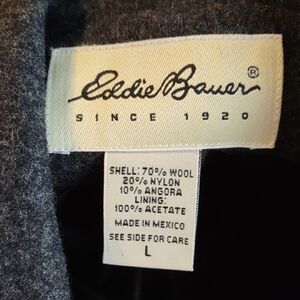 Eddie Bauer®
SINCE 1920
SHELL: 70% WOOL
20% NYLON
10% ANGORA
LINING:
100% ACETATE
MADE IN MEXICO
SEE SIDE FOR CARE
L